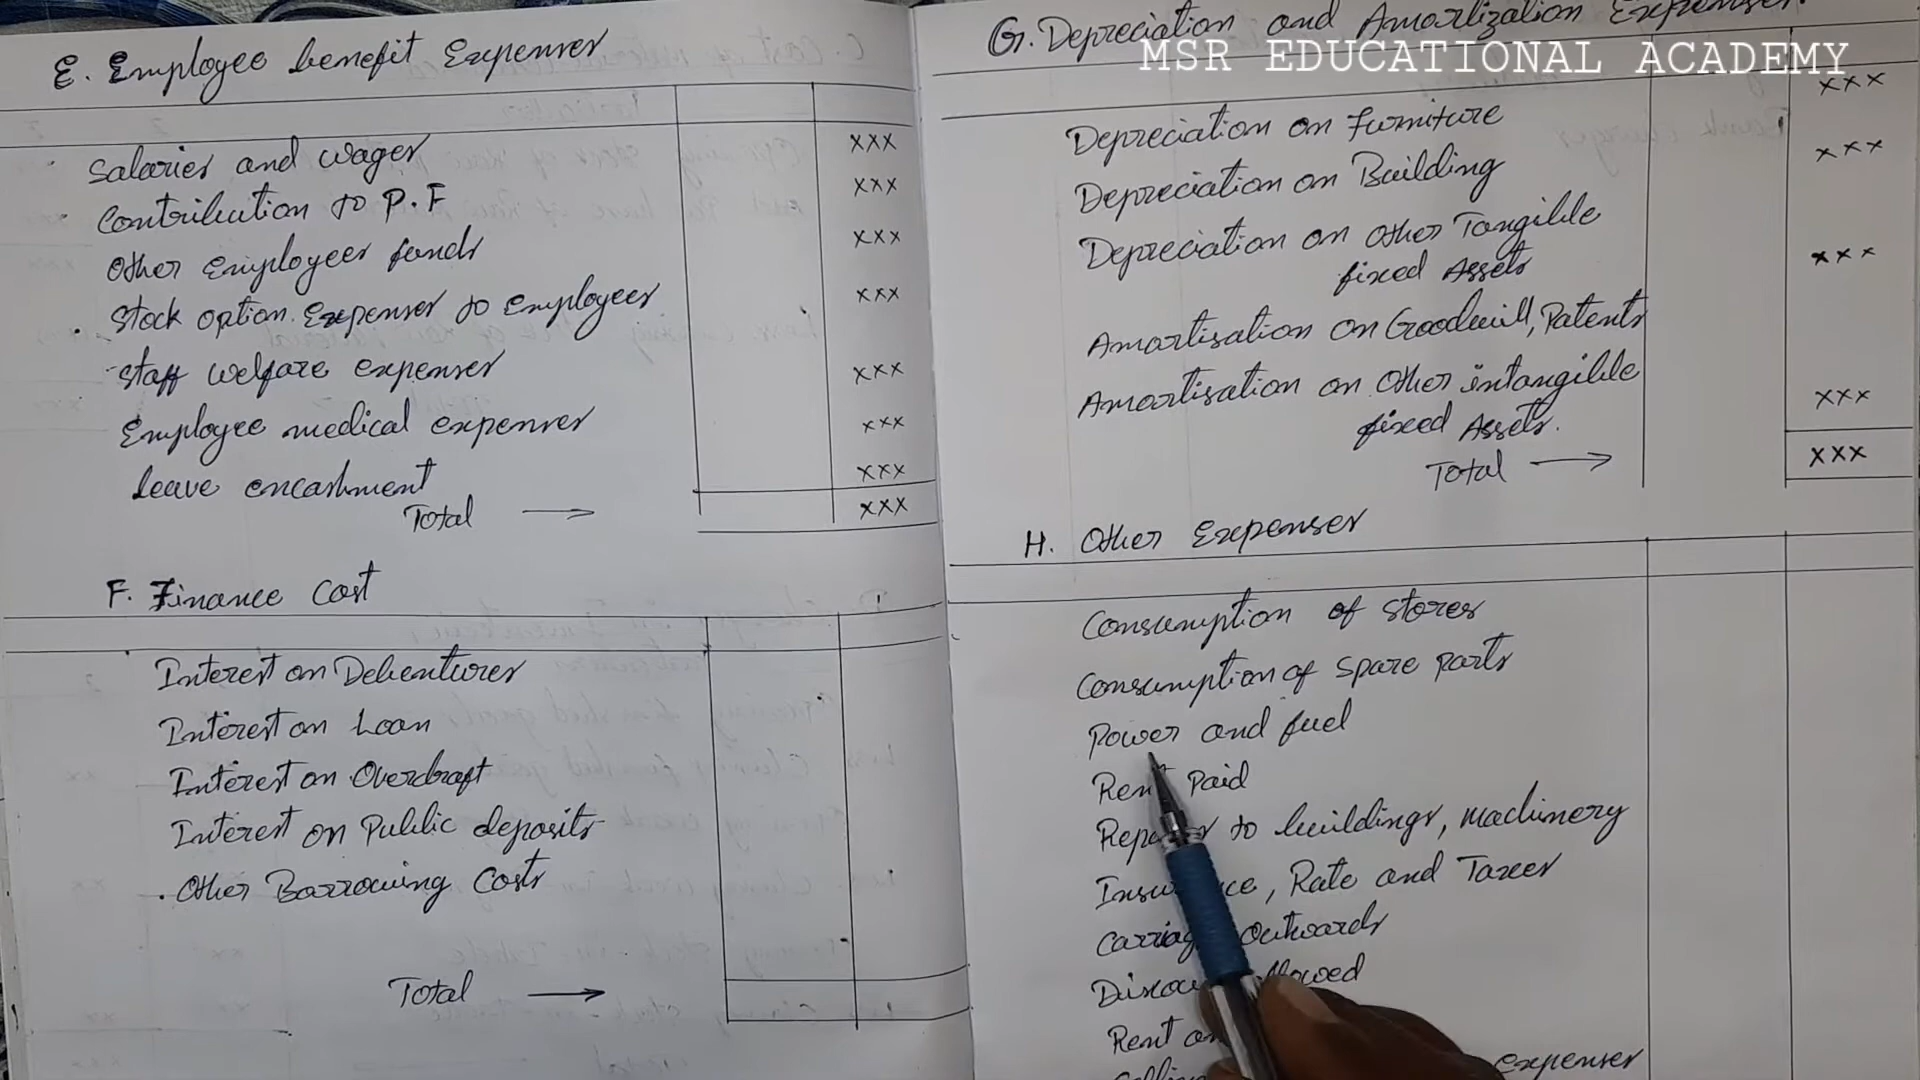 E. Employee benefit Expenses
Salaries and wages xxx
Contribution to P.F xxx
Other Employees funds xxx
Stock option Expenses to Employees xxx
Staff welfare expenses xxx
Employee medical expenses xxx
leave encashment xxx
Total → xxx
F. Finance Cost
Interest on Debentures
Interest on Loan
Interest on Overdraft
Interest on Public deposits
Other Borrowing Costs
Total →
G. Depreciation and Amortization Expenses.
MSR EDUCATIONAL ACADEMY
xxx
Depreciation on Furniture
Depreciation on Building xxx
Depreciation on Other Tangible
fixed Assets xxx
Amortisation on Goodwill, Patents
Amortisation on Other intangible
fixed Assets. xxx
Total → xxx
H. Other Expenses
Consumption of Stores
Consumption of Spare Parts
Power and fuel
Rent Paid
to buildings, machinery
Rate and Taxes
Outwards
Rent
expenses